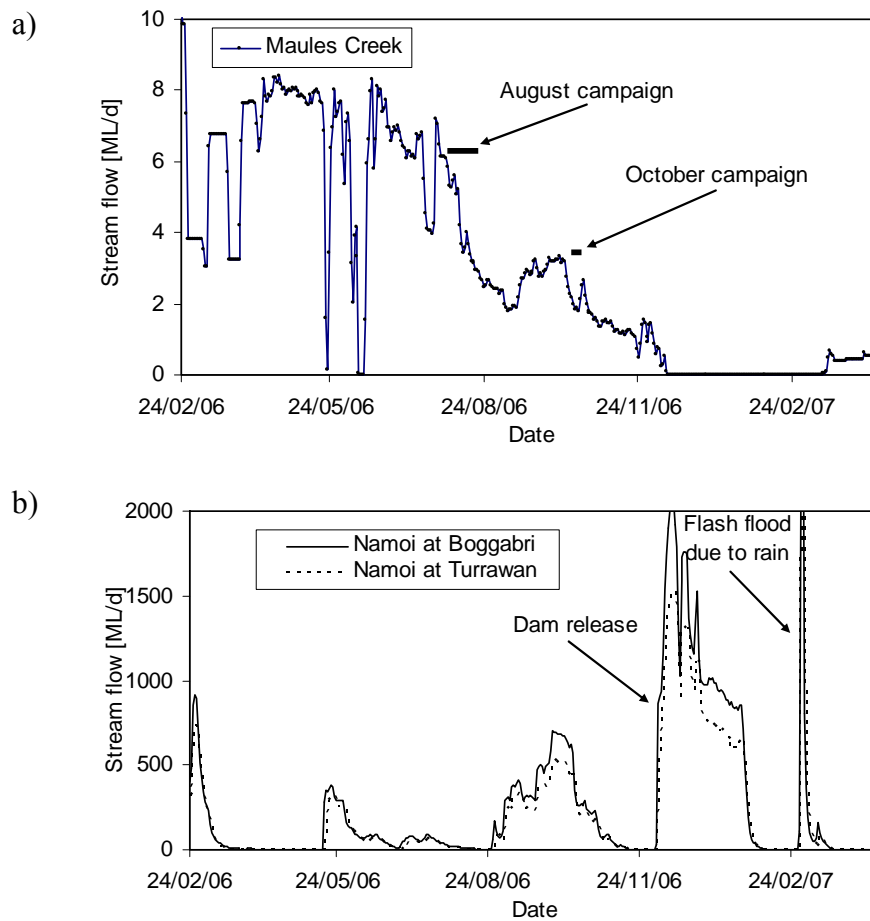 a)
10
8
6
4
2
0
Stream flow [ML/d]
Maules Creek
August campaign
October campaign
24/02/06 24/05/06 24/08/06 24/11/06 24/02/07
Date
b)
2000
1500
1000
500
0
Stream flow [ML/d]
Namoi at Boggabri
Namoi at Turrawan
Dam release
Flash flood
due to rain
24/02/06 24/05/06 24/08/06 24/11/06 24/02/07
Date